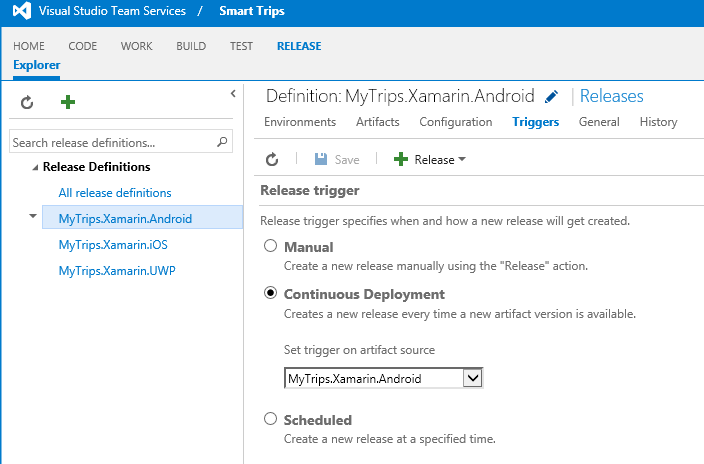 Visual Studio Team Services / Smart Trips
HOME CODE WORK BUILD TEST RELEASE
Explorer
Search release definitions...
Release Definitions
All release definitions
MyTrips.Xamarin.Android
MyTrips.Xamarin.iOS
MyTrips.Xamarin.UWP
Definition: MyTrips.Xamarin.Android | Releases
Environments Artifacts Configuration Triggers General History
Save Release
Release trigger
Release trigger specifies when and how a new release will get created.
Manual
Create a new release manually using the "Release" action.
Continuous Deployment
Creates a new release every time a new artifact version is available.
Set trigger on artifact source
MyTrips.Xamarin.Android
Scheduled
Create a new release at a specified time.